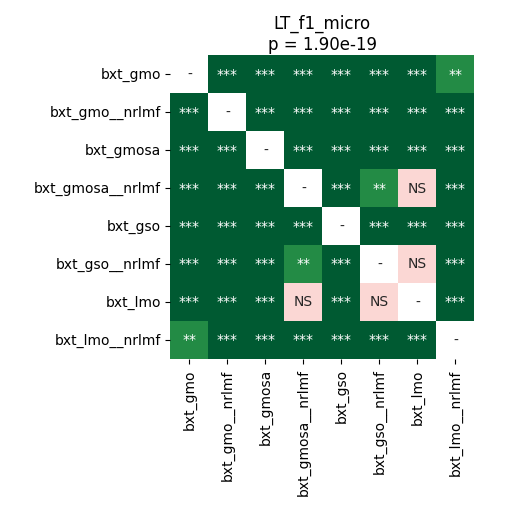 LT_f1_micro
p = 1.90e-19
bxt_gmo - *** *** *** *** *** *** **
bxt_gmo__nrlmf *** - *** *** *** *** *** ***
bxt_gmosa *** *** - *** *** *** *** ***
bxt_gmosa__nrlmf *** *** *** - *** ** NS ***
bxt_gso *** *** *** *** - *** *** ***
bxt_gso__nrlmf *** *** *** ** *** - NS ***
bxt_lmo *** *** *** NS *** NS - ***
bxt_lmo__nrlmf ** *** *** *** *** *** *** -
bxt_gmo
bxt_gmo__nrlmf
bxt_gmosa
bxt_gmosa__nrlmf
bxt_gso
bxt_gso__nrlmf
bxt_lmo
bxt_lmo__nrlmf